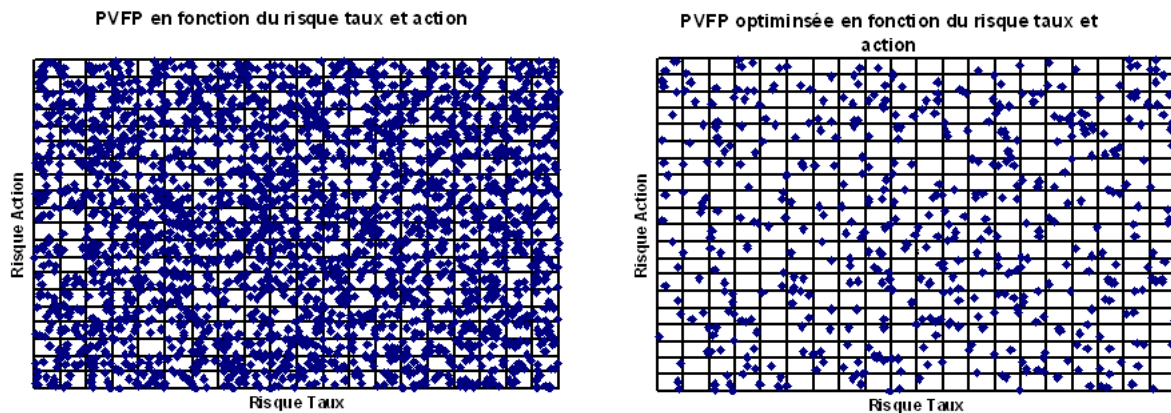 PVFP en fonction du risque taux et action
Risque Action
Risque Taux
PVFP optiminsée en fonction du risque taux et
action
Risque Action
Risque Taux